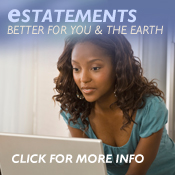 eSTATEMENTS
BETTER FOR YOU & THE EARTH
CLICK FOR MORE INFO